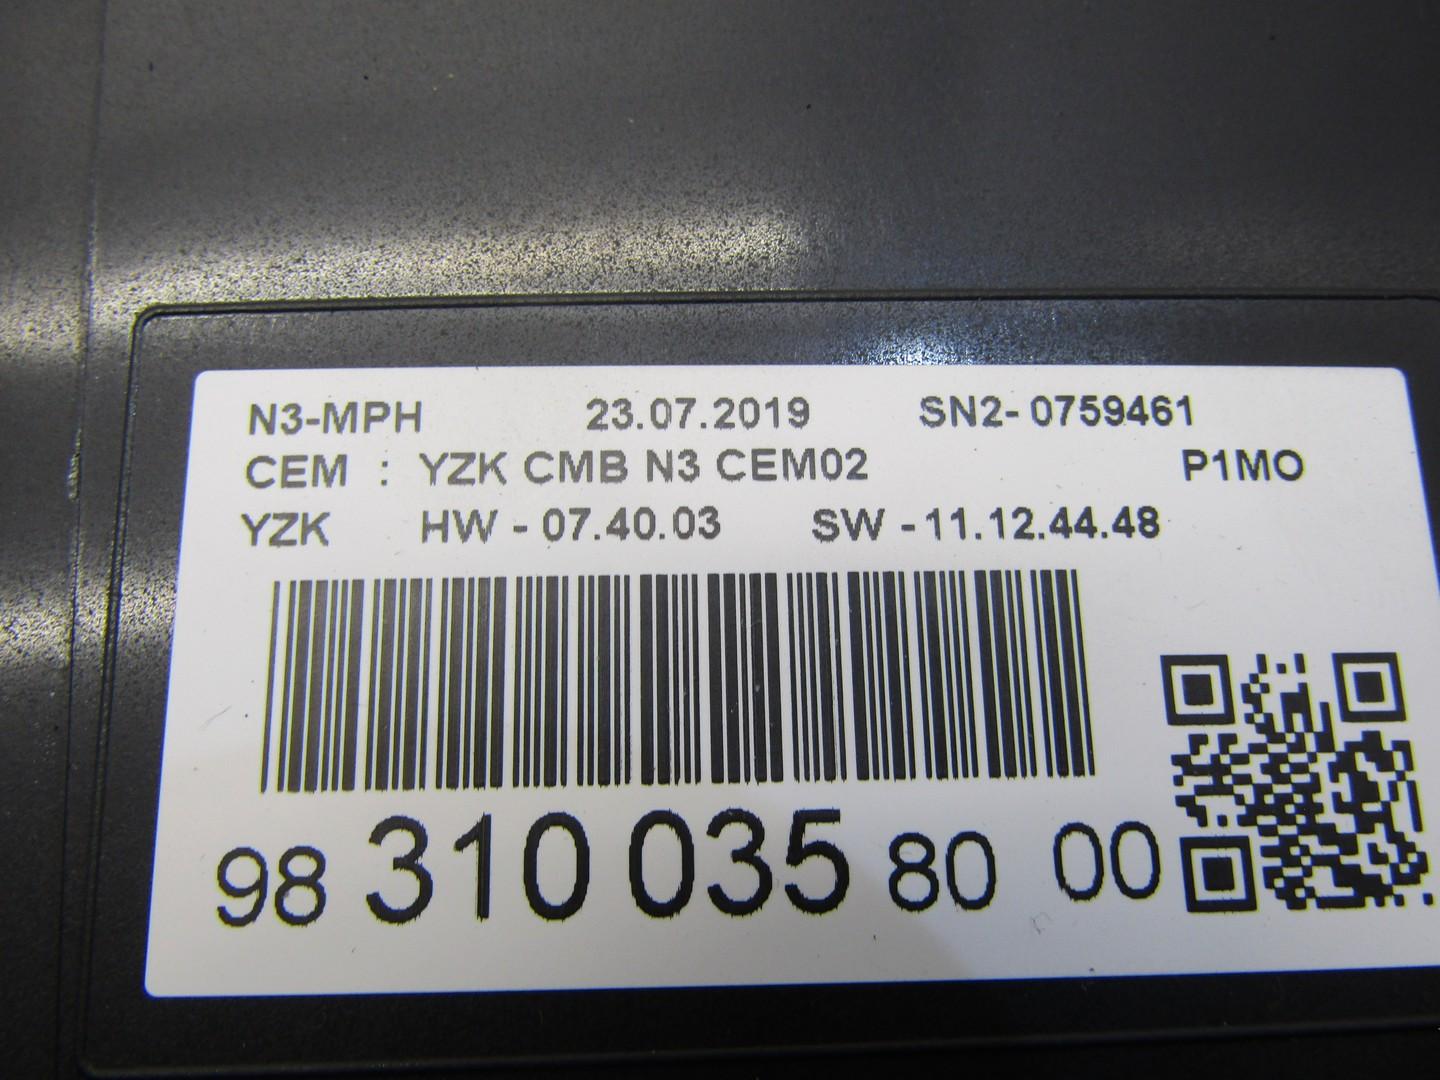 N3-MPH 23.07.2019 SN2- 0759461
CEM : YZK CMB N3 CEM02 P1MO
YZK HW - 07.40.03 SW - 11.12.44.48
98 310 035 80 00